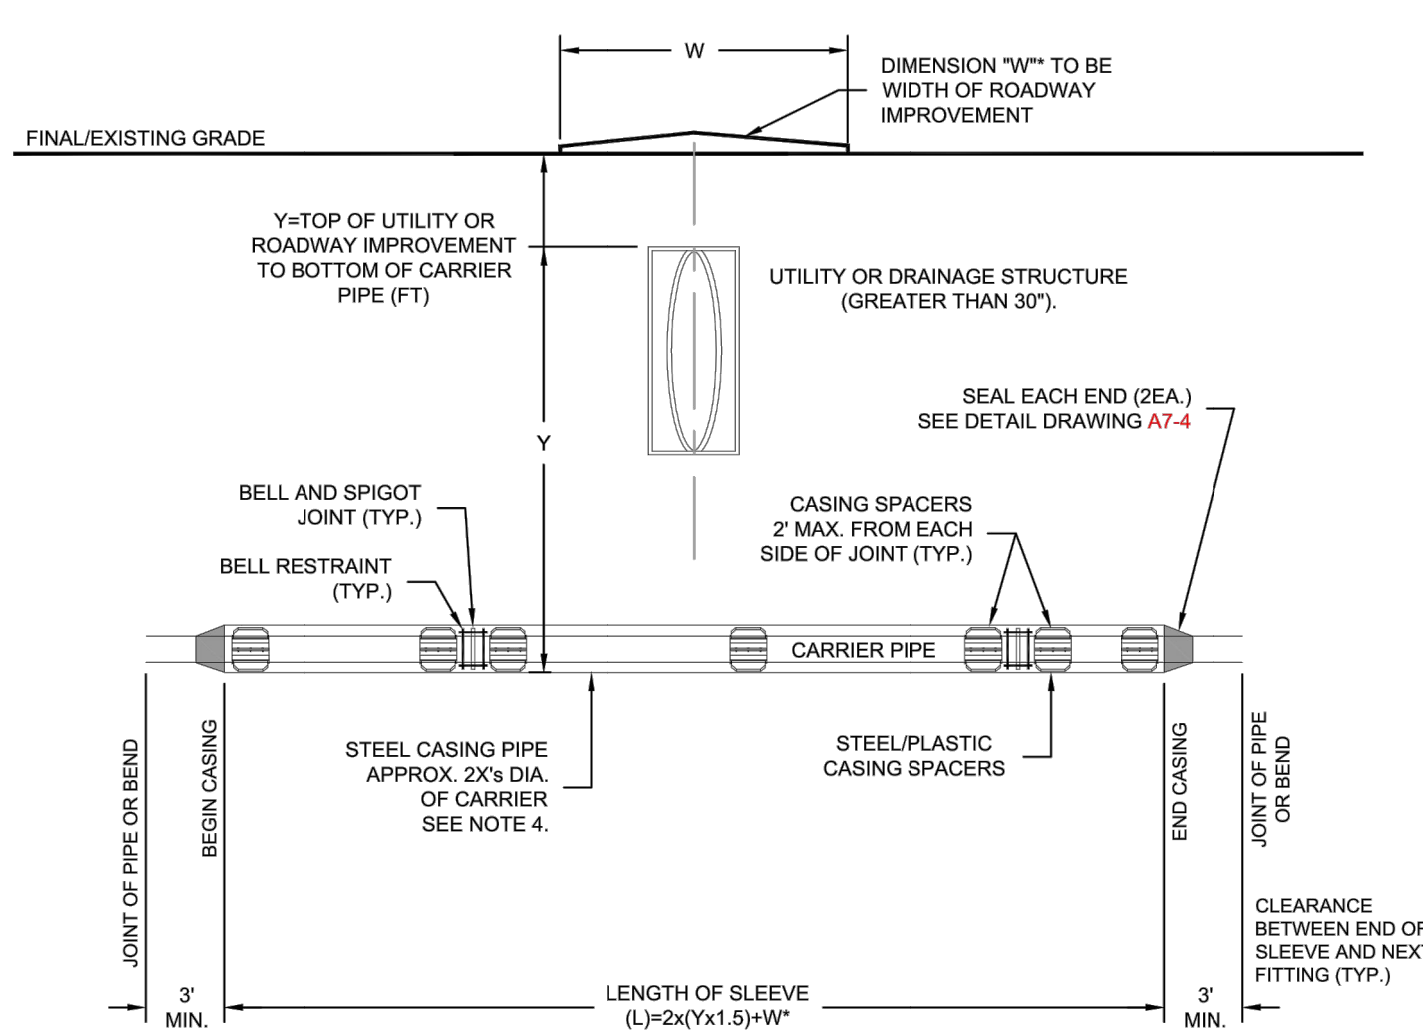 W
DIMENSION "W"* TO BE
WIDTH OF ROADWAY
IMPROVEMENT
FINAL/EXISTING GRADE
Y=TOP OF UTILITY OR
ROADWAY IMPROVEMENT
TO BOTTOM OF CARRIER
PIPE (FT)
UTILITY OR DRAINAGE STRUCTURE
(GREATER THAN 30").
SEAL EACH END (2EA.)
SEE DETAIL DRAWING A7-4
Y
BELL AND SPIGOT
JOINT (TYP.)
CASING SPACERS
2' MAX. FROM EACH
SIDE OF JOINT (TYP.)
BELL RESTRAINT
(TYP.)
CARRIER PIPE
STEEL CASING PIPE
APPROX. 2X's DIA.
OF CARRIER
SEE NOTE 4.
STEEL/PLASTIC
CASING SPACERS
JOINT OF PIPE OR BEND
BEGIN CASING
END CASING
JOINT OF PIPE
OR BEND
CLEARANCE
BETWEEN END OF
SLEEVE AND NEXT
FITTING (TYP.)
3'
MIN.
LENGTH OF SLEEVE
(L)=2x(Yx1.5)+W*
3'
MIN.